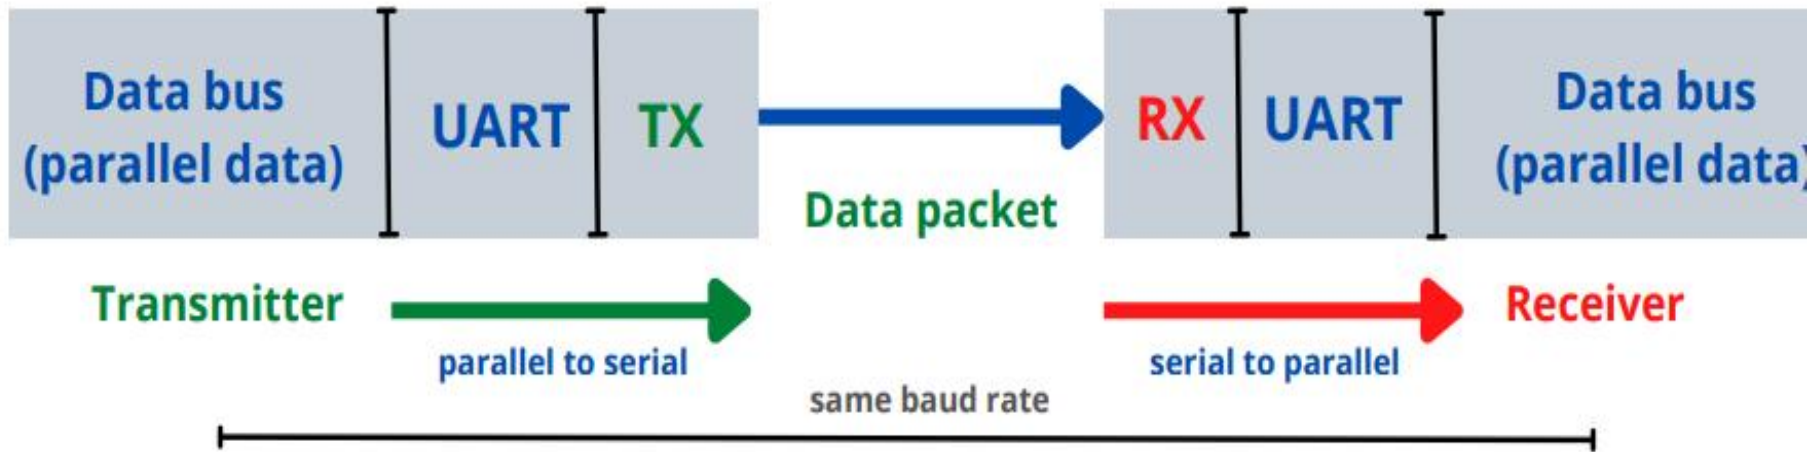 Data bus
(parallel data)
UART
TX
Data packet
RX
UART
Data bus
(parallel data)
Transmitter
parallel to serial
serial to parallel
Receiver
same baud rate